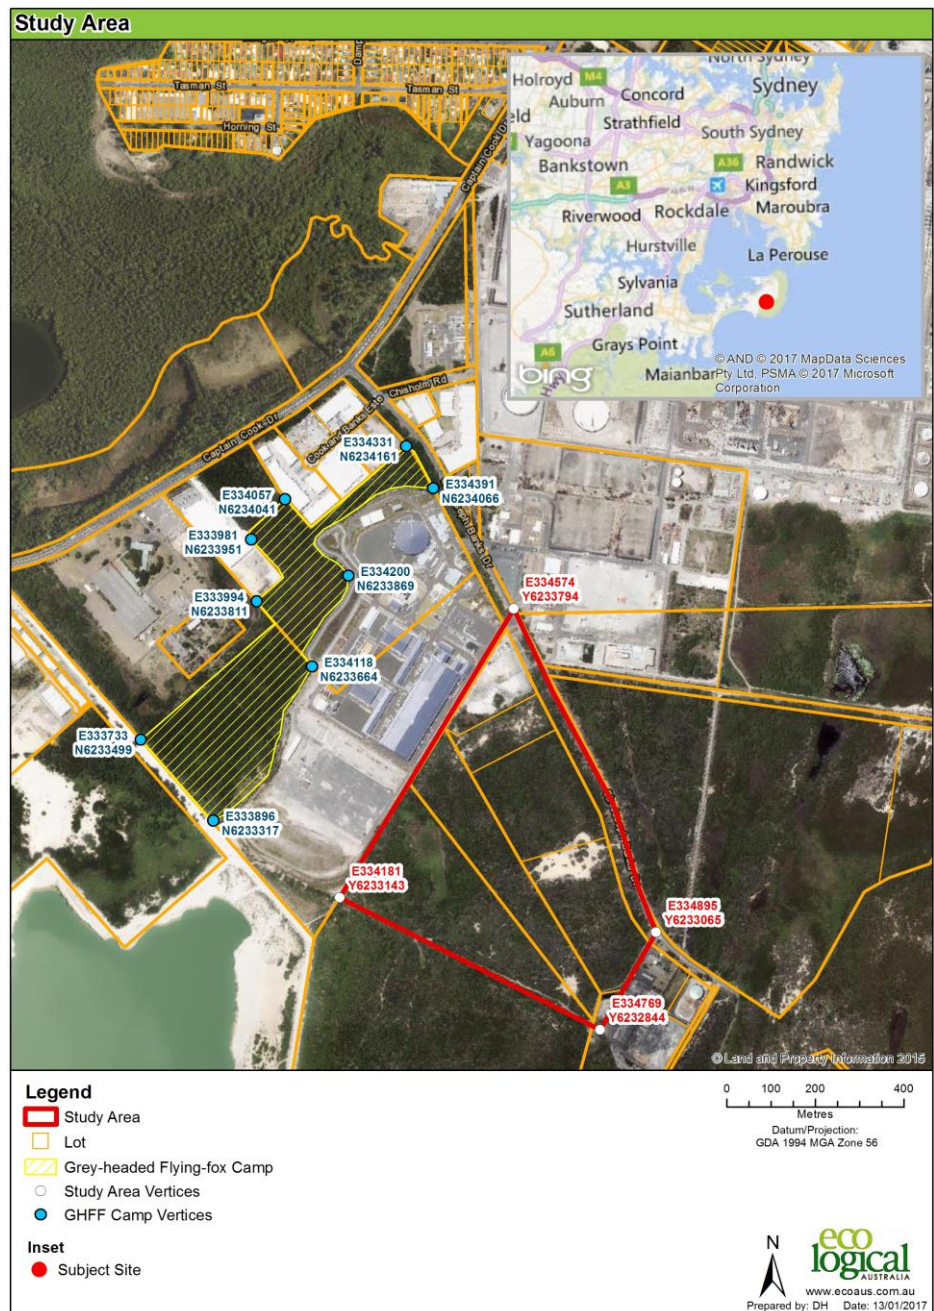 Study Area
Tasman St
Tasman St
Horning St
Captain Cook Dr
Captain Cook Dr
Chisholm Rd
North Sydney
Holroyd
M4
Sydney
Auburn
Concord
eld
Strathfield
South Sydney
Yagoona
A36
Randwick
Bankstown
A3
Kingsford
Riverwood
Rockdale
Maroubra
Hurstville
La Perouse
Sylvania
Sutherland
Grays Point
A6
bing
Maianbar
© AND © 2017 MapData Sciences
Pty Ltd, PSMA © 2017 Microsoft
Corporation
E334331
N6234161
E334391
N6234066
E334057
N6234041
E333981
N6233951
E334200
N6233869
E333994
N6233811
E334574
Y6233794
E334118
N6233664
E333733
N6233499
E333896
N6233317
E334181
Y6233143
E334895
Y6233065
E334769
Y6232844
© Land and Property Information 2015
Legend
Study Area
Lot
Grey-headed Flying-fox Camp
Study Area Vertices
GHFF Camp Vertices
Inset
Subject Site
0 100 200 400
Metres
Datum/Projection:
GDA 1994 MGA Zone 56
N
eco
logical
AUSTRALIA
www.ecoaus.com.au
Prepared by: DH Date: 13/01/2017